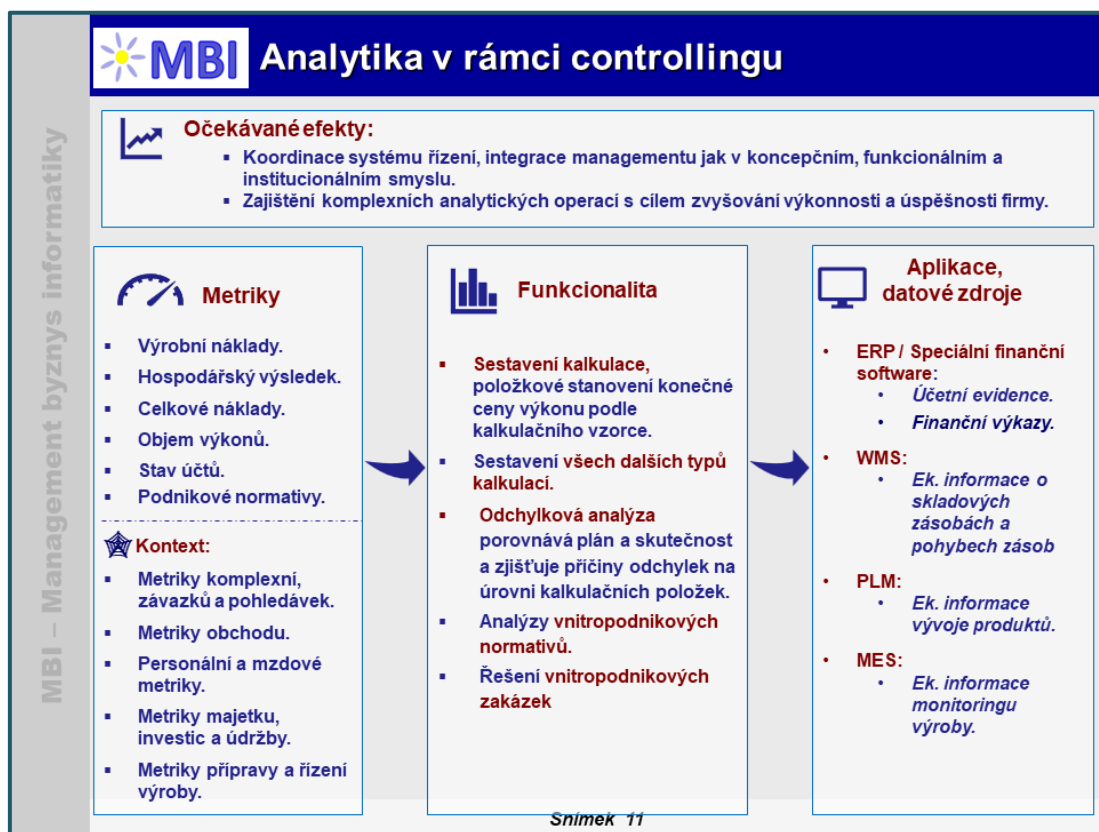 MBI – Management byznys informatiky
MBI
Analytika v rámci controllingu
Očekávané efekty:
▪ Koordinace systému řízení, integrace managementu jak v koncepčním, funkcionálním a
institucionálním smyslu.
▪ Zajištění komplexních analytických operací s cílem zvyšování výkonnosti a úspěšnosti firmy.
Metriky
▪ Výrobní náklady.
▪ Hospodářský výsledek.
▪ Celkové náklady.
▪ Objem výkonů.
▪ Stav účtů.
▪ Podnikové normativy.
Kontext:
▪ Metriky komplexní,
závazků a pohledávek.
▪ Metriky obchodu.
▪ Personální a mzdové
metriky.
▪ Metriky majetku,
investic a údržby.
▪ Metriky přípravy a řízení
výroby.
Funkcionalita
▪ Sestavení kalkulace,
položkové stanovení konečné
ceny výkonu podle
kalkulačního vzorce.
▪ Sestavení všech dalších typů
kalkulací.
▪ Odchylková analýza
porovnává plán a skutečnost
a zjišťuje příčiny odchylek na
úrovni kalkulačních položek.
▪ Analýzy vnitropodnikových
normativů.
▪ Řešení vnitropodnikových
zakázek
Aplikace,
datové zdroje
• ERP / Speciální finanční
software:
• Účetní evidence.
• Finanční výkazy.
• WMS:
• Ek. informace o
skladových
zásobách a
pohybech zásob
• PLM:
• Ek. informace
vývoje produktů.
• MES:
• Ek. informace
monitoringu
výroby.
Snímek 11